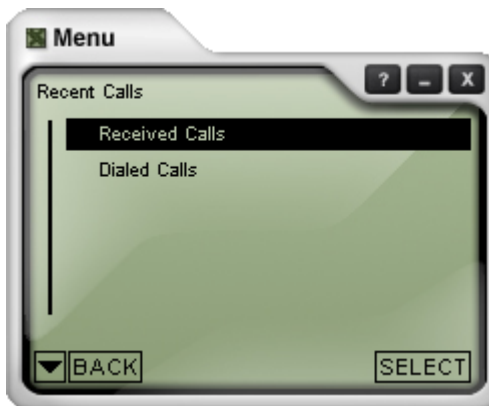 Menu
? – X
Recent Calls
Received Calls
Dialed Calls
BACK SELECT